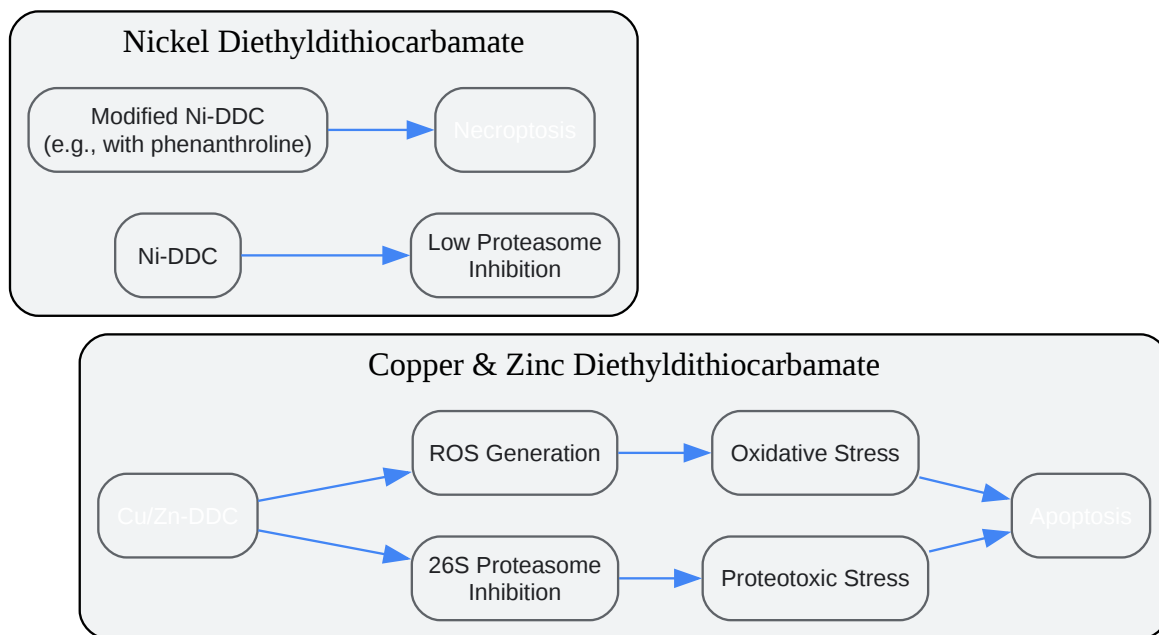 Nickel Diethyldithiocarbamate
Modified Ni-DDC
(e.g., with phenanthroline)
Necroptosis
Ni-DDC
Low Proteasome
Inhibition
Copper & Zinc Diethyldithiocarbamate
Cu/Zn-DDC
ROS Generation
Oxidative Stress
26S Proteasome
Inhibition
Proteotoxic Stress
Apoptosis